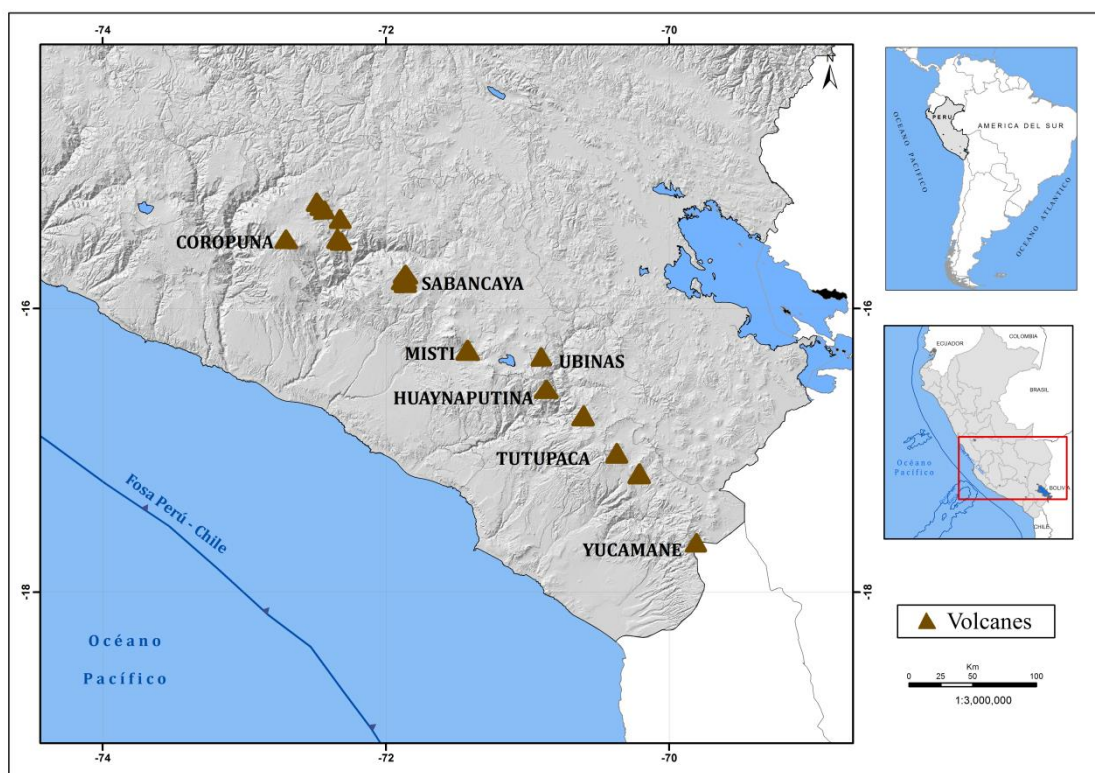 -74
-72
-70
N
COROPUNA
SABANCAYA
-16
-16
MISTI
UBINAS
HUAYNAPUTINA
TUTUPACA
Fosa Perú - Chile
YUCAMANE
-18
-18
Océano
Pacífico
-74
-72
-70
PERU
AMERICA DEL SUR
OCEANO PACIFICO
OCEANO ATLANTICO
COLOMBIA
ECUADOR
BRASIL
Océano
Pacífico
BOLIVIA
CHILE
Volcanes
Km
0 25 50 100
1:3,000,000